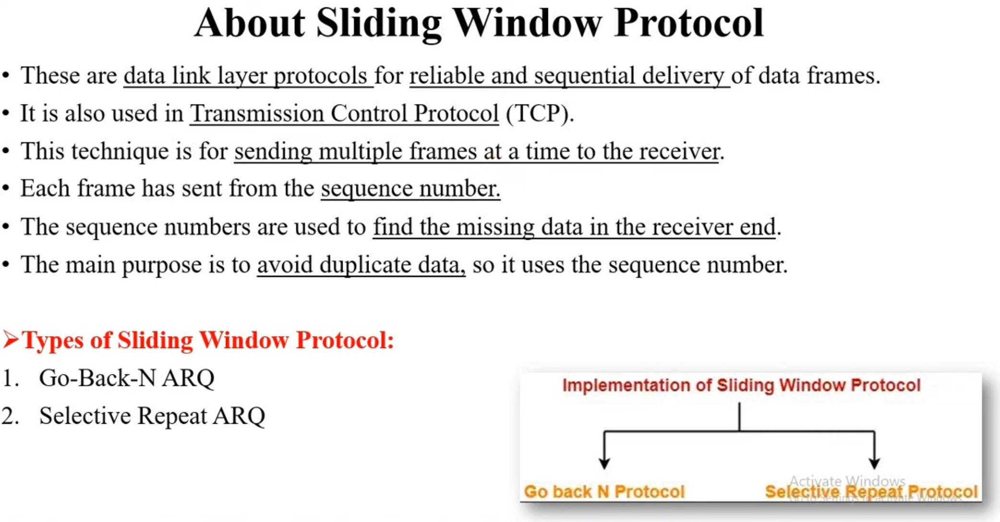 About Sliding Window Protocol
• These are data link layer protocols for reliable and sequential delivery of data frames.
• It is also used in Transmission Control Protocol (TCP).
• This technique is for sending multiple frames at a time to the receiver.
• Each frame has sent from the sequence number.
• The sequence numbers are used to find the missing data in the receiver end.
• The main purpose is to avoid duplicate data, so it uses the sequence number.
➢Types of Sliding Window Protocol:
1. Go-Back-N ARQ
2. Selective Repeat ARQ
Implementation of Sliding Window Protocol
Go back N Protocol
Selective Repeat Protocol
Activate Windows
Go to Settings to activate Windows.